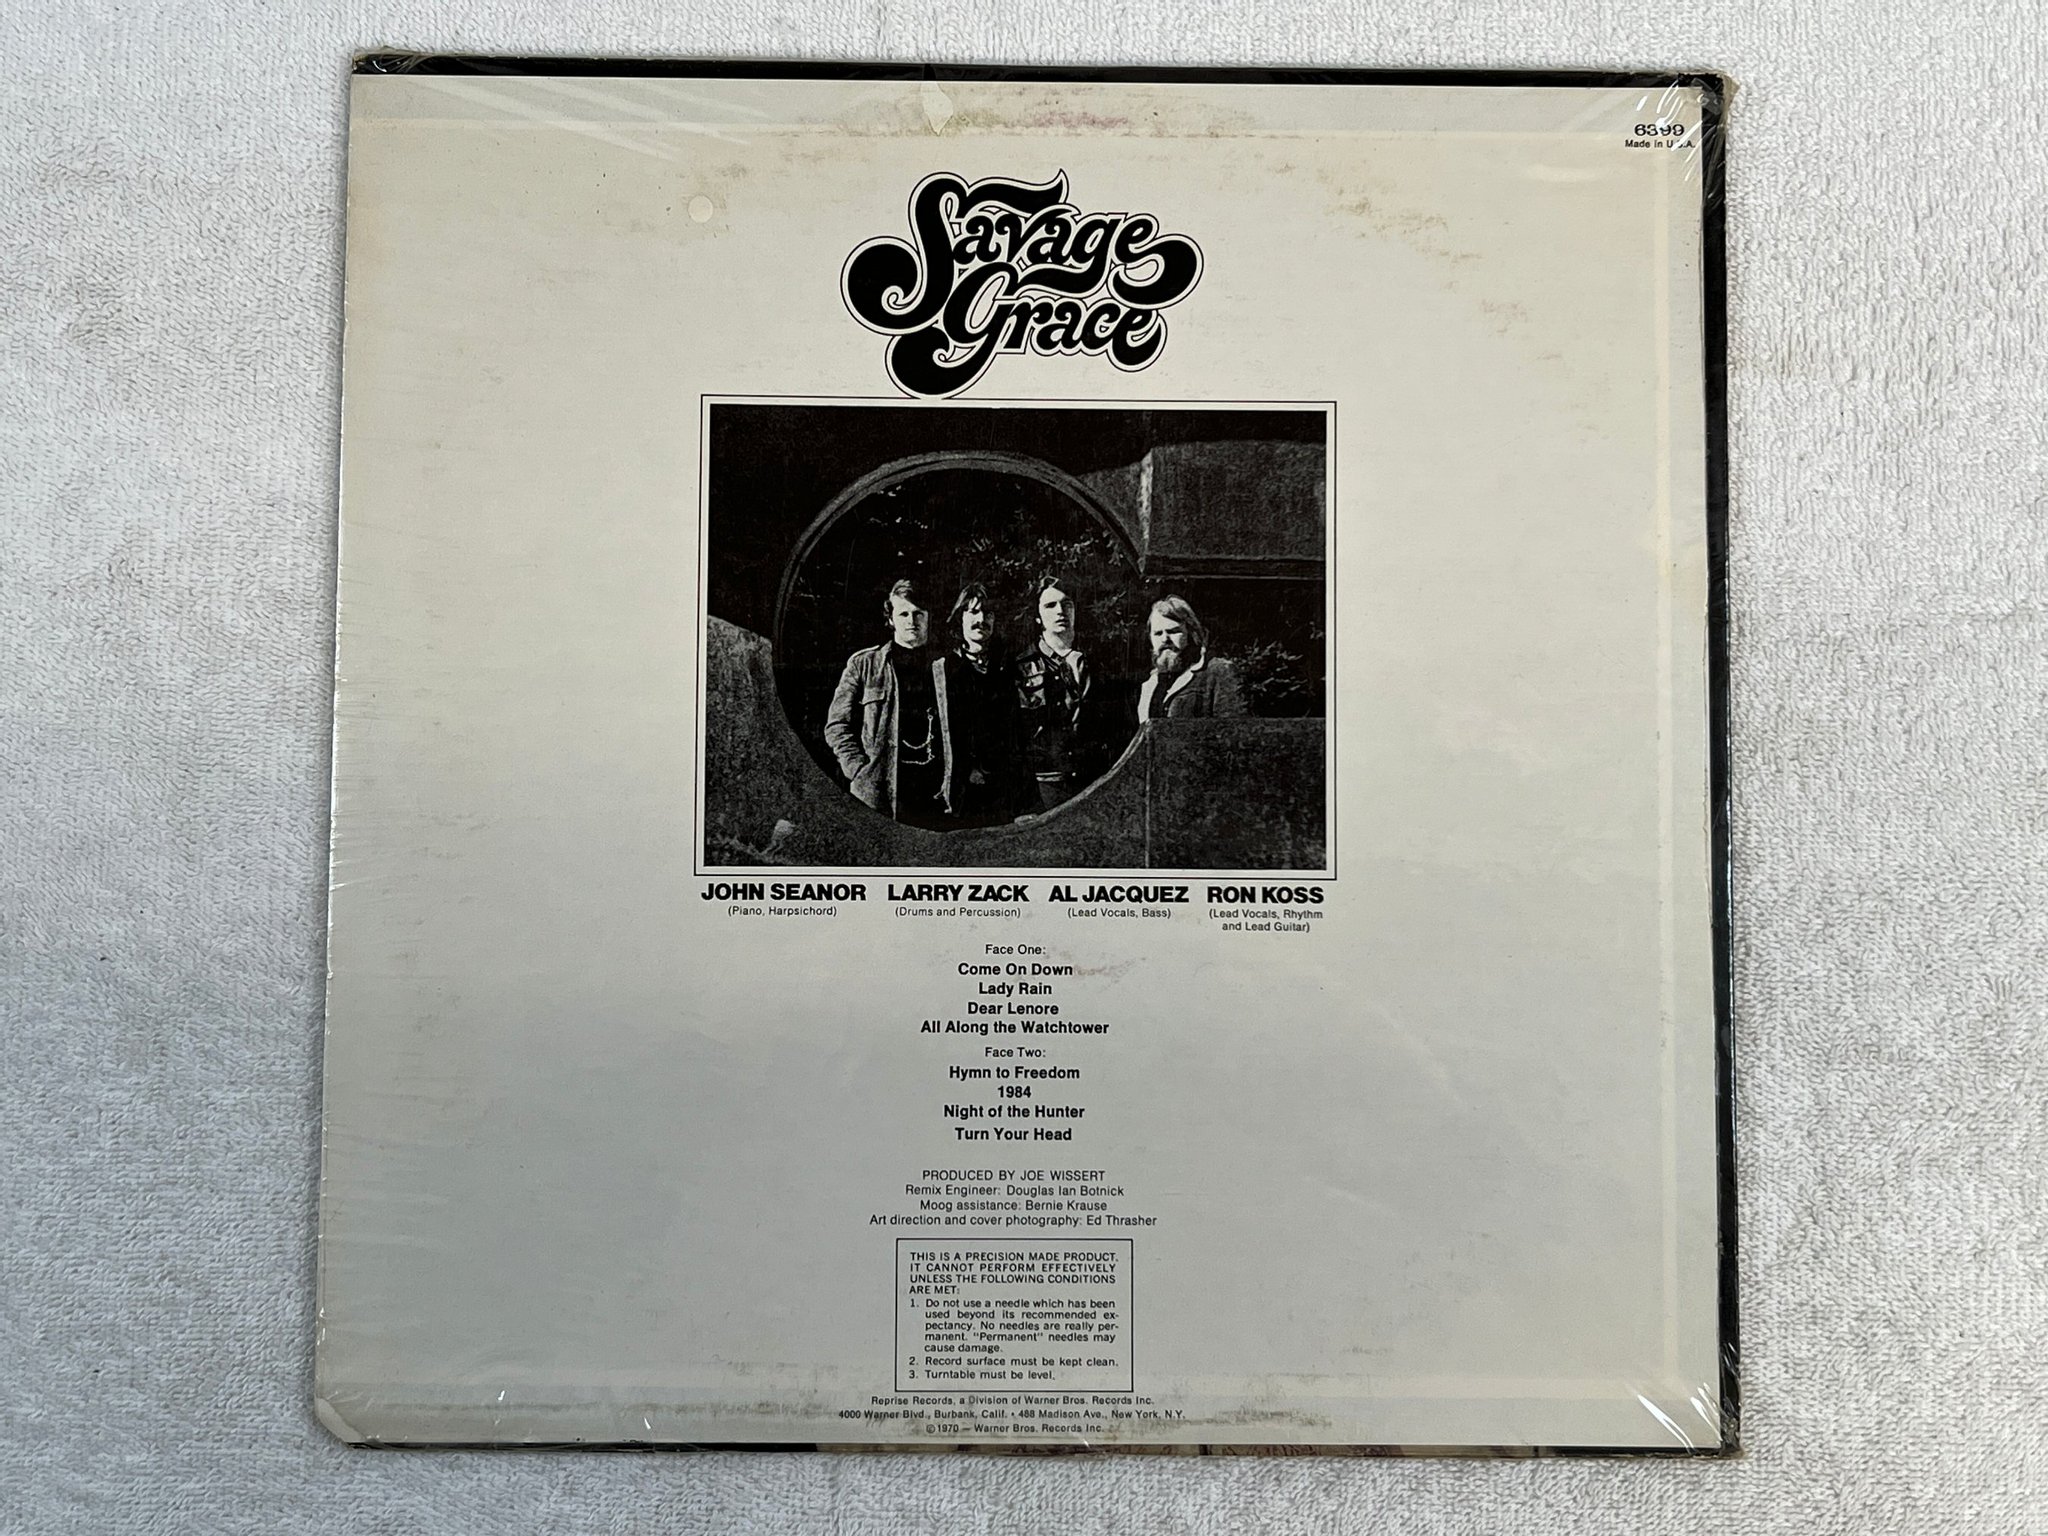 6399
Made in U.S.A.
Savage
Grace
JOHN SEANOR LARRY ZACK AL JACQUEZ RON KOSS
(Piano, Harpsichord) (Drums and Percussion) (Lead Vocals, Bass) (Lead Vocals, Rhythm
and Lead Guitar)
Face One:
Come On Down
Lady Rain
Dear Lenore
All Along the Watchtower
Face Two:
Hymn to Freedom
1984
Night of the Hunter
Turn Your Head
PRODUCED BY JOE WISSERT
Remix Engineer: Douglas Ian Botnick
Moog assistance: Bernie Krause
Art direction and cover photography: Ed Thrasher
THIS IS A PRECISION MADE PRODUCT.
IT CANNOT PERFORM EFFECTIVELY
UNLESS THE FOLLOWING CONDITIONS
ARE MET:
1. Do not use a needle which has been
used beyond its recommended ex-
pectancy. No needles are really per-
manent. "Permanent" needles may
cause damage.
2. Record surface must be kept clean.
3. Turntable must be level.
Reprise Records, a Division of Warner Bros. Records Inc.
4000 Warner Blvd., Burbank, Calif. • 488 Madison Ave., New York, N.Y.
©1970 — Warner Bros. Records Inc.